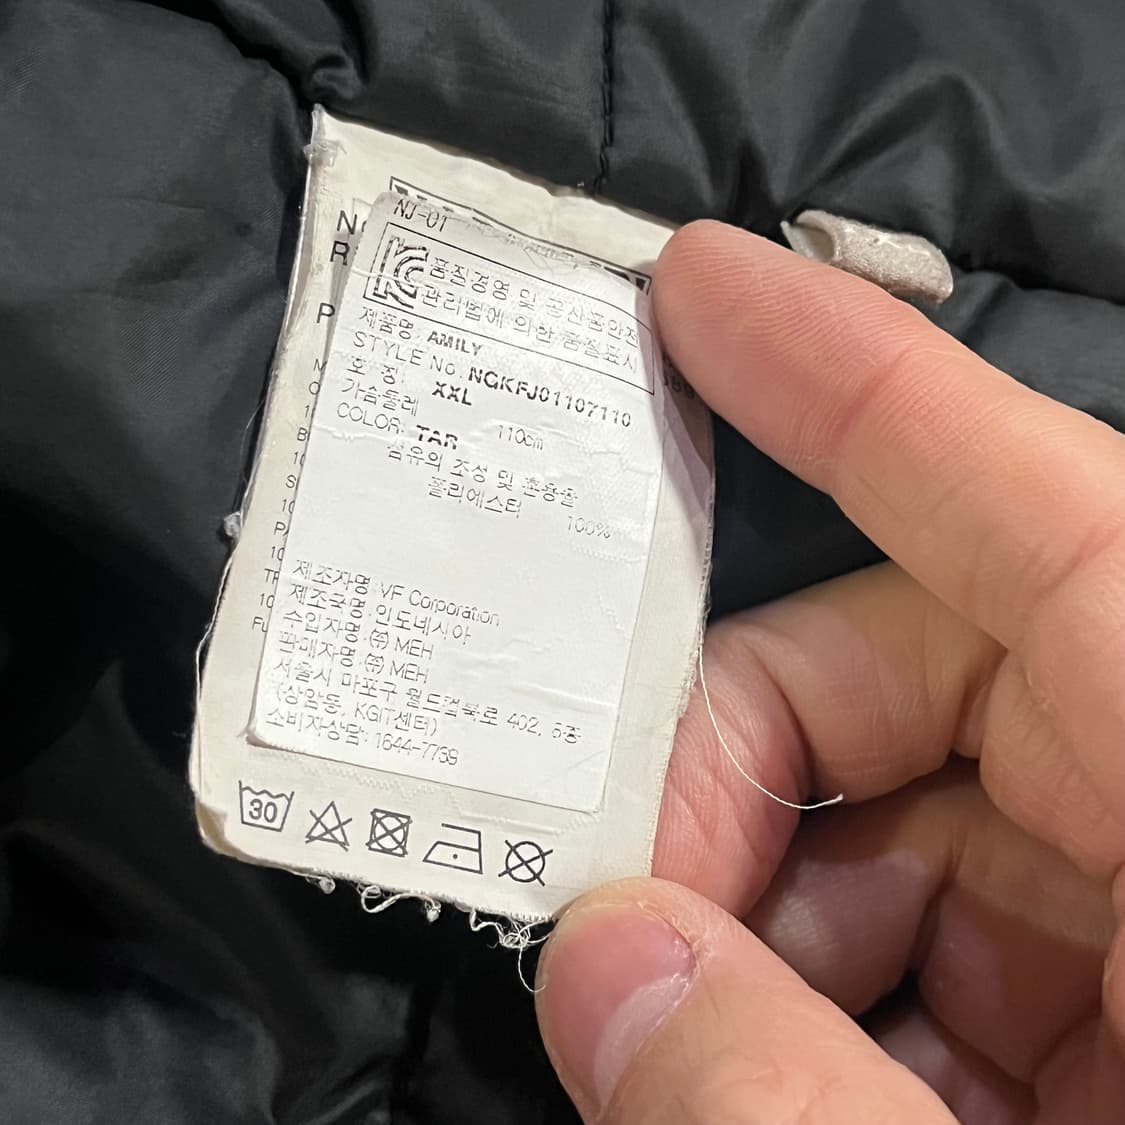 NJ-01
품질경영 및 공산품안전
관리법에 의한 품질표시
제품명: AMILY
STYLE No. NGKFJ01107110
호 칭: XXL
가슴둘레 110cm
COLOR: TAR
섬유의 조성 및 혼용율
폴리에스터 100%
제조자명: VF Corporation
제조국명: 인도네시아
수입자명: ㈜ MEH
판매자명: ㈜ MEH
서울시 마포구 월드컵북로 402, 5층
(상암동, KGIT센터)
소비자상담: 1644-7739
30